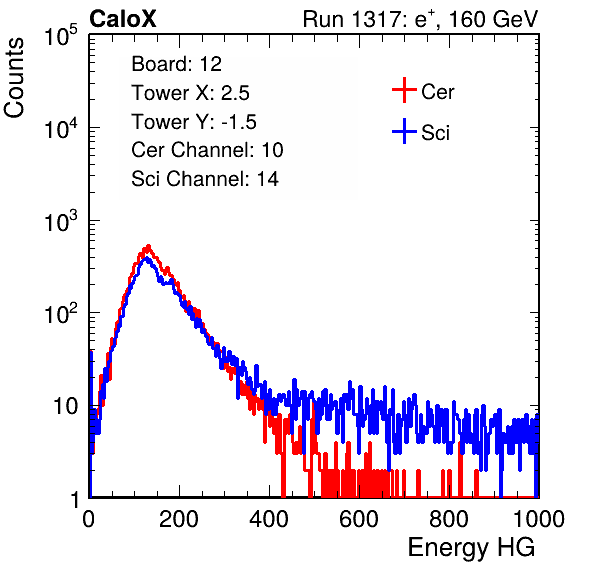 CaloX Run 1317: e⁺, 160 GeV
Counts
10⁵
10⁴
10³
10²
10
1
Board: 12
Tower X: 2.5
Tower Y: -1.5
Cer Channel: 10
Sci Channel: 14
Cer
Sci
0 200 400 600 800 1000
Energy HG